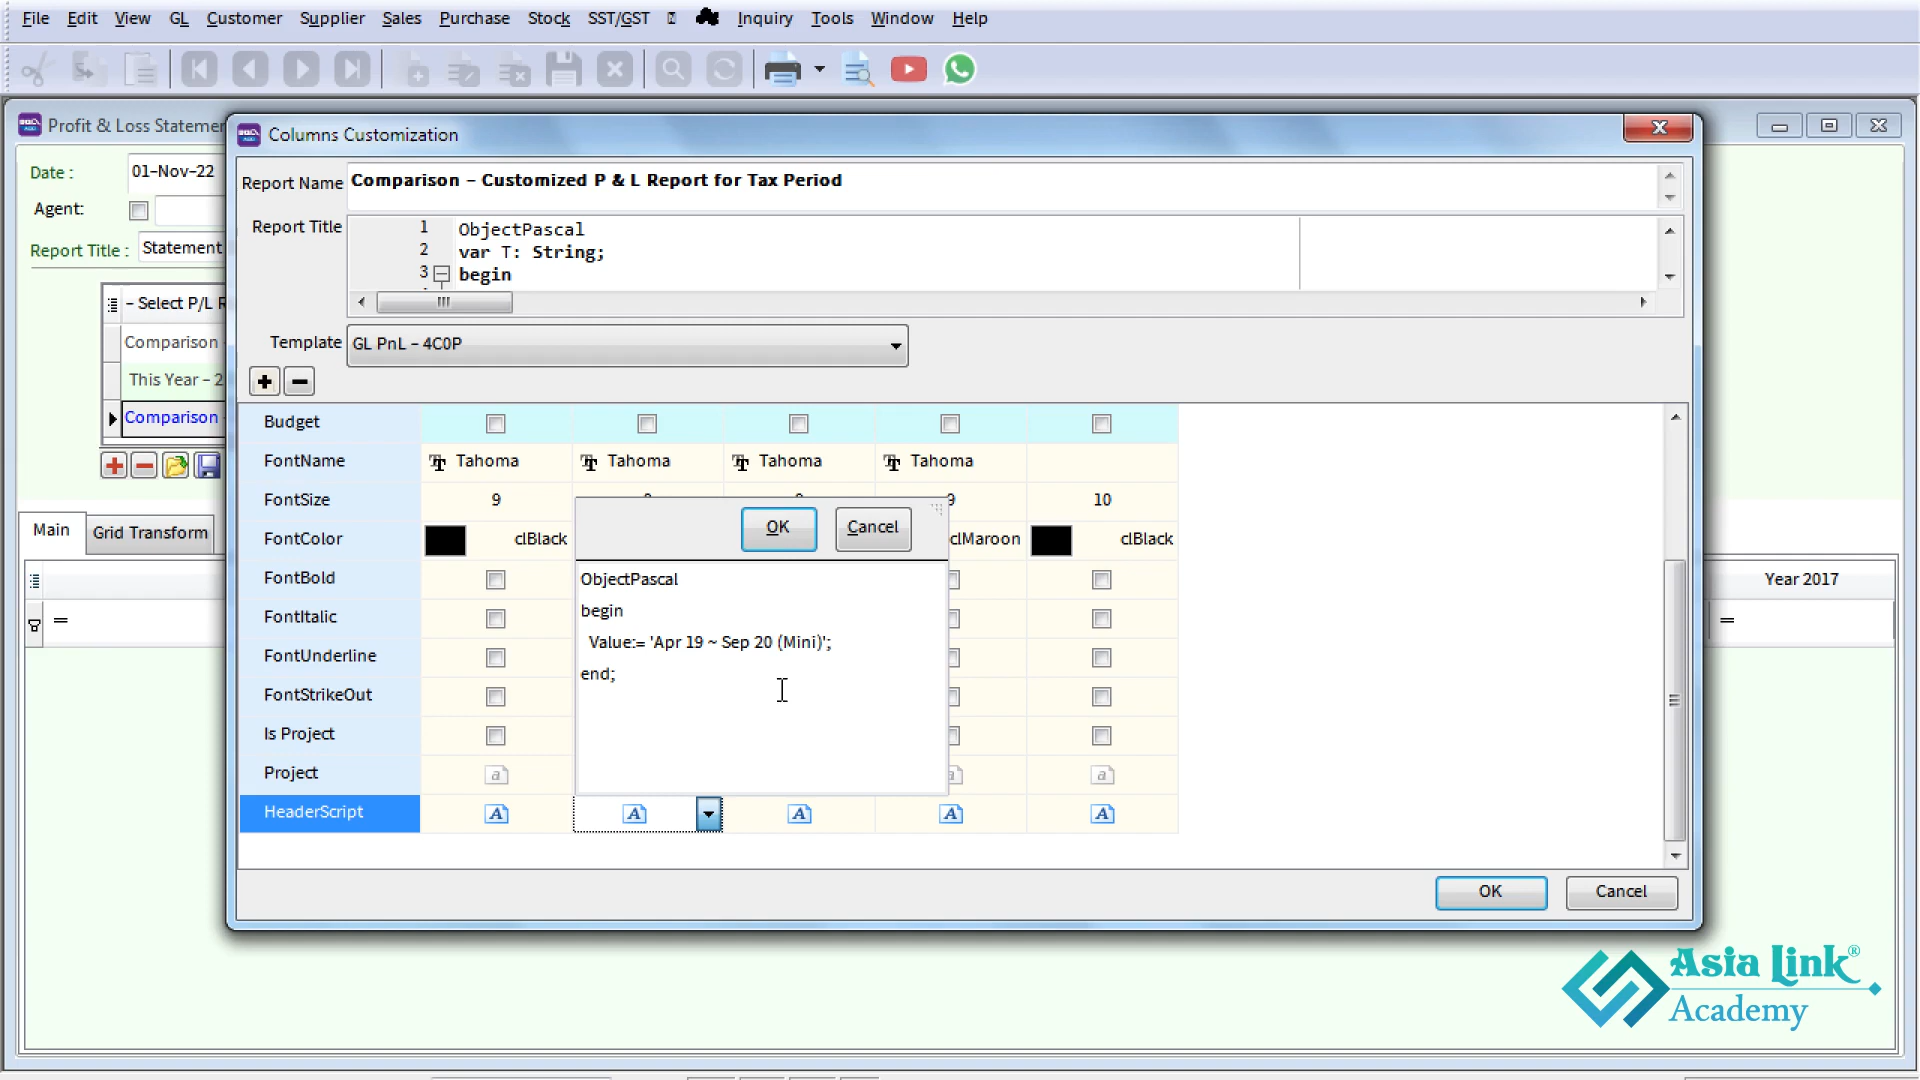 File Edit View GL Customer Supplier Sales Purchase Stock SST/GST Inquiry Tools Window Help
Profit & Loss Statemen
Columns Customization
Date : 01-Nov-22
Agent:
Report Title : Statement
- Select P/L R
Comparison -
This Year - 2
Comparison -
Report Name Comparison - Customized P & L Report for Tax Period
Report Title
1 ObjectPascal
2 var T: String;
3 begin
Template GL PnL - 4C0P
Budget
FontName Tahoma Tahoma Tahoma Tahoma
FontSize 9 9 10
FontColor clBlack clMaroon clBlack
FontBold
FontItalic
FontUnderline
FontStrikeOut
Is Project
Project a a a
HeaderScript A A A A A
OK Cancel
ObjectPascal
begin
Value:= 'Apr 19 ~ Sep 20 (Mini)';
end;
OK Cancel
Main Grid Transform
Year 2017
= =
Asia Link®
Academy